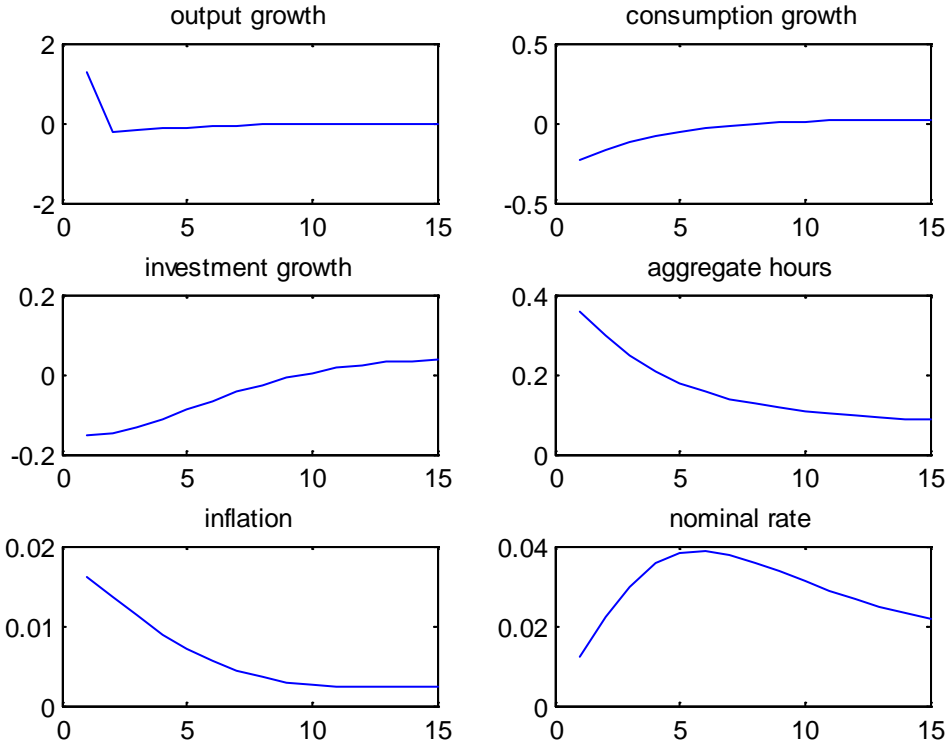 output growth
consumption growth
2
0
-2
0 5 10 15
0.5
0
-0.5
0 5 10 15
investment growth
aggregate hours
0.2
0
-0.2
0 5 10 15
0.4
0.2
0
0 5 10 15
inflation
nominal rate
0.02
0.01
0
0 5 10 15
0.04
0.02
0
0 5 10 15